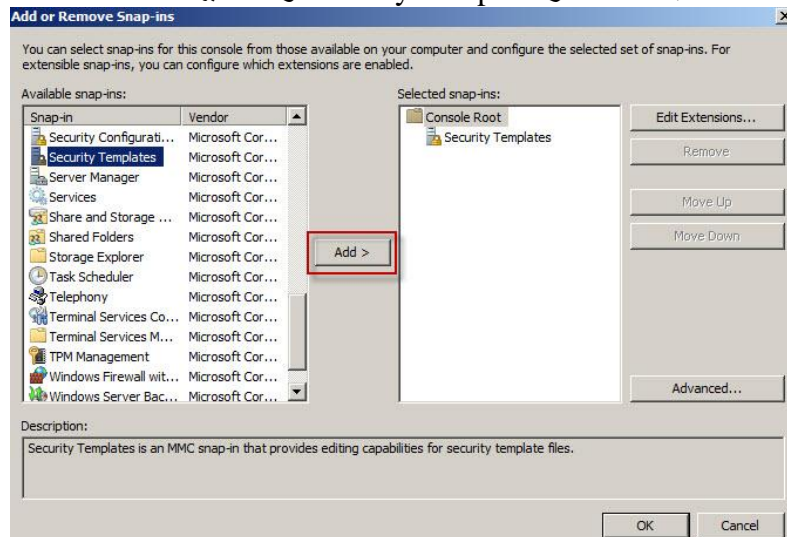 Add or Remove Snap-ins
You can select snap-ins for this console from those available on your computer and configure the selected set of snap-ins. For
extensible snap-ins, you can configure which extensions are enabled.
Available snap-ins:
Selected snap-ins:
Snap-in Vendor
Security Configurati... Microsoft Cor...
Security Templates Microsoft Cor...
Server Manager Microsoft Cor...
Services Microsoft Cor...
Share and Storage ... Microsoft Cor...
Shared Folders Microsoft Cor...
Storage Explorer Microsoft Cor...
Task Scheduler Microsoft Cor...
Telephony Microsoft Cor...
Terminal Services Co... Microsoft Cor...
Terminal Services M... Microsoft Cor...
TPM Management Microsoft Cor...
Windows Firewall wit... Microsoft Cor...
Windows Server Bac... Microsoft Cor...
Add >
Console Root
Security Templates
Edit Extensions...
Remove
Move Up
Move Down
Advanced...
Description:
Security Templates is an MMC snap-in that provides editing capabilities for security template files.
OK
Cancel